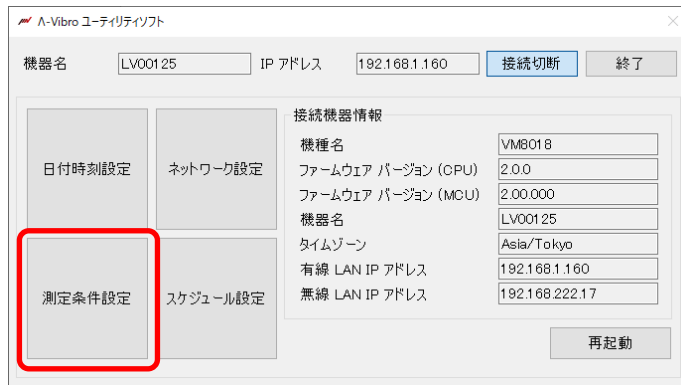 Λ-Vibro ユーティリティソフト
機器名 LV00125 IP アドレス 192.168.1.160 接続切断 終了
接続機器情報
日付時刻設定 ネットワーク設定
測定条件設定 スケジュール設定
機種名 VM8018
ファームウェア バージョン (CPU) 2.0.0
ファームウェア バージョン (MCU) 2.00.000
機器名 LV00125
タイムゾーン Asia/Tokyo
有線 LAN IP アドレス 192.168.1.160
無線 LAN IP アドレス 192.168.222.17
再起動